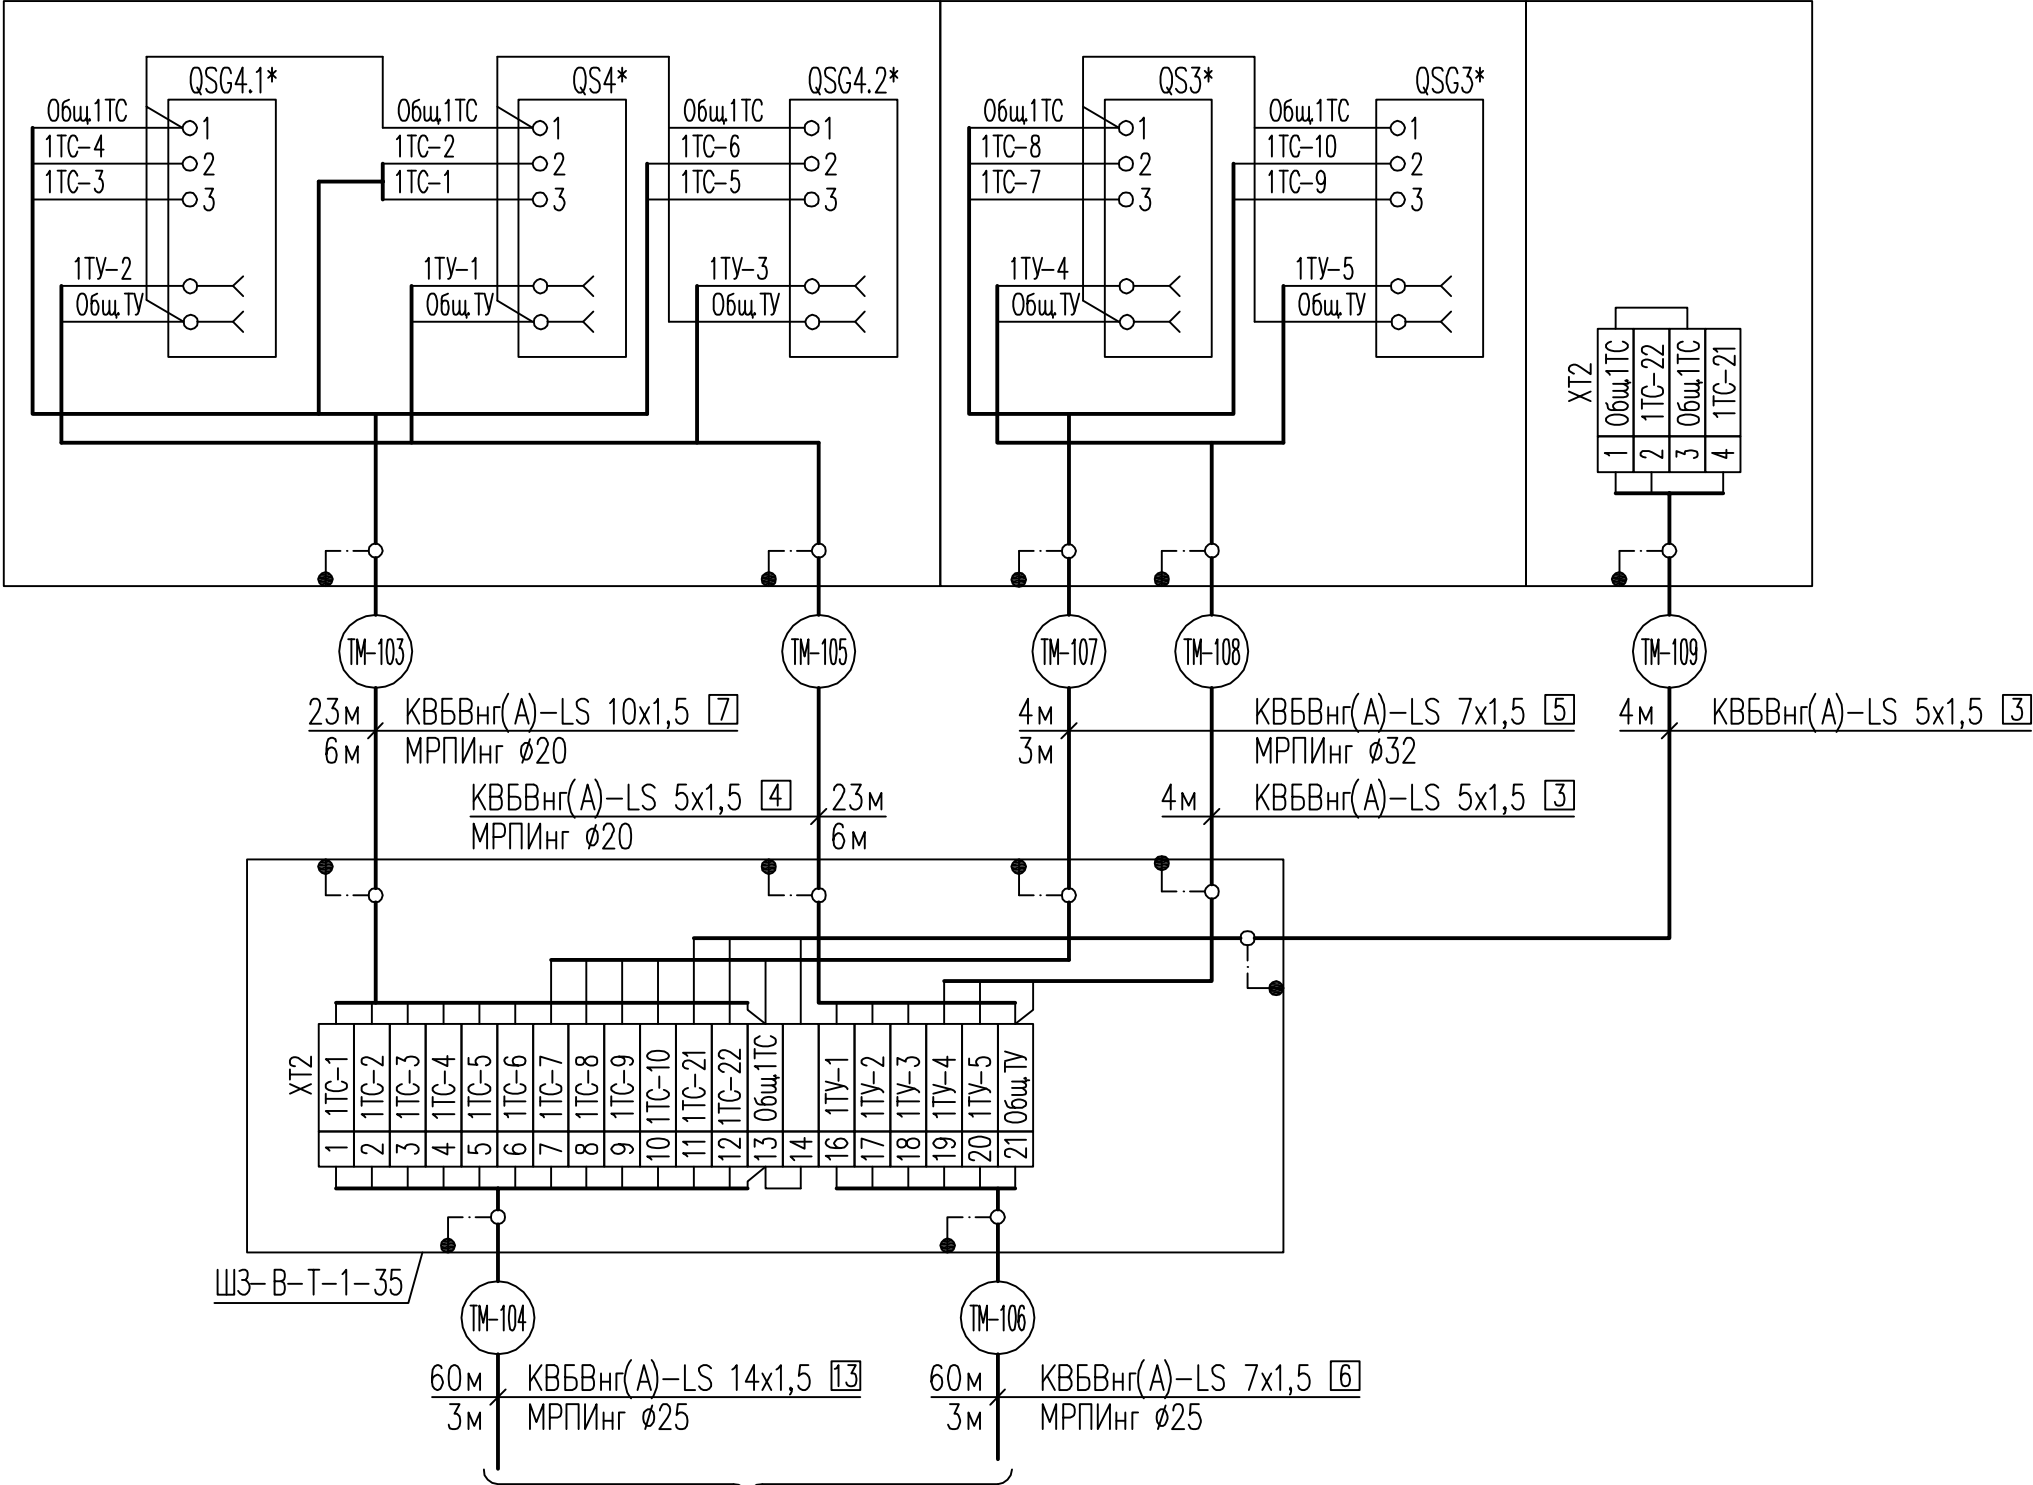 QSG4.1*
QS4*
QSG4.2*
QS3*
QSG3*
Общ.1ТС 1
Общ.1ТС 1
Общ.1ТС 1
Общ.1ТС 1
Общ.1ТС 1
1ТС-4 2
1ТС-2 2
1ТС-6 2
1ТС-8 2
1ТС-10 2
1ТС-3 3
1ТС-1 3
1ТС-5 3
1ТС-7 3
1ТС-9 3
1ТУ-2
1ТУ-1
1ТУ-3
1ТУ-4
1ТУ-5
Общ.ТУ
Общ.ТУ
Общ.ТУ
Общ.ТУ
Общ.ТУ
ХТ2
1 Общ.1ТС
2 1ТС-22
3 Общ.1ТС
4 1ТС-21
ТМ-103
ТМ-105
ТМ-107
ТМ-108
ТМ-109
23м КВБВнг(А)-LS 10х1,5 7
6м МРПИнг ø20
4м КВБВнг(А)-LS 7х1,5 5
3м МРПИнг ø32
4м КВБВнг(А)-LS 5х1,5 3
КВБВнг(А)-LS 5х1,5 4 23м
МРПИнг ø20 6м
4м КВБВнг(А)-LS 5х1,5 3
ХТ2
1 1ТС-1
2 1ТС-2
3 1ТС-3
4 1ТС-4
5 1ТС-5
6 1ТС-6
7 1ТС-7
8 1ТС-8
9 1ТС-9
10 1ТС-10
11 1ТС-21
12 1ТС-22
13 Общ.1ТС
14
16 1ТУ-1
17 1ТУ-2
18 1ТУ-3
19 1ТУ-4
20 1ТУ-5
21 Общ.ТУ
ШЗ-В-Т-1-35
ТМ-104
ТМ-106
60м КВБВнг(А)-LS 14х1,5 13
3м МРПИнг ø25
60м КВБВнг(А)-LS 7х1,5 6
3м МРПИнг ø25